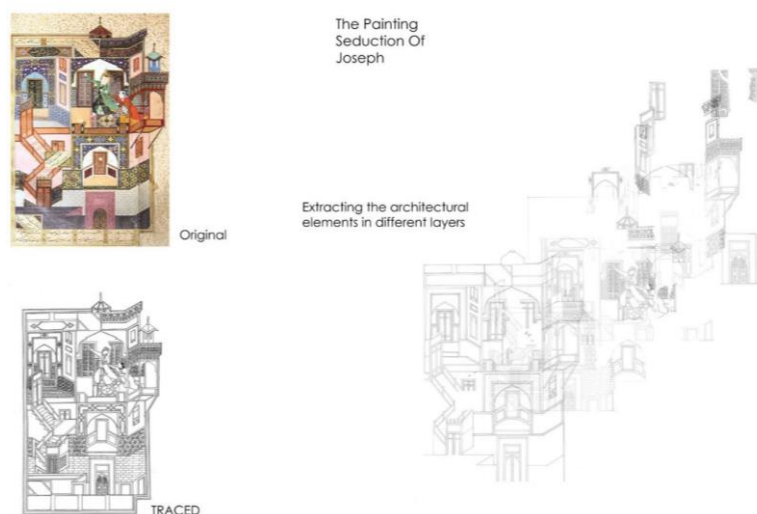 The Painting
Seduction Of
Joseph
Original
Extracting the architectural
elements in different layers
TRACED